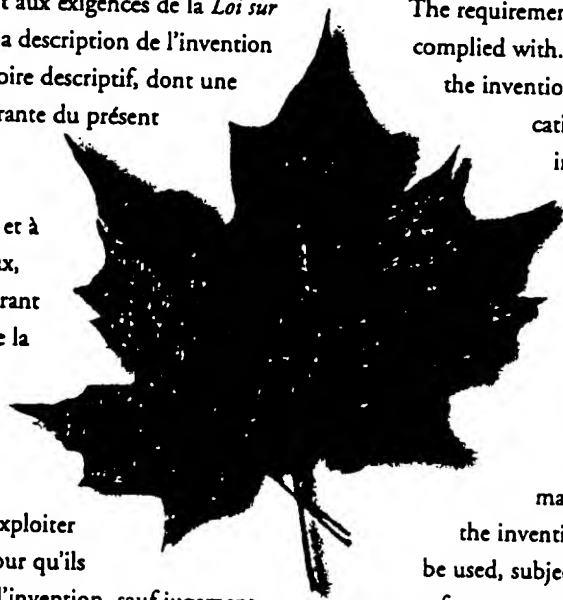 t aux exigences de la Loi sur
a description de l'invention
oire descriptif, dont une
rante du présent
et à
ux,
rant
e la
xploiter
our qu'ils
l'invention, sauf jugement
The requiremen
complied with.
the inventio
cati
in
ma
the inventi
be used, subje